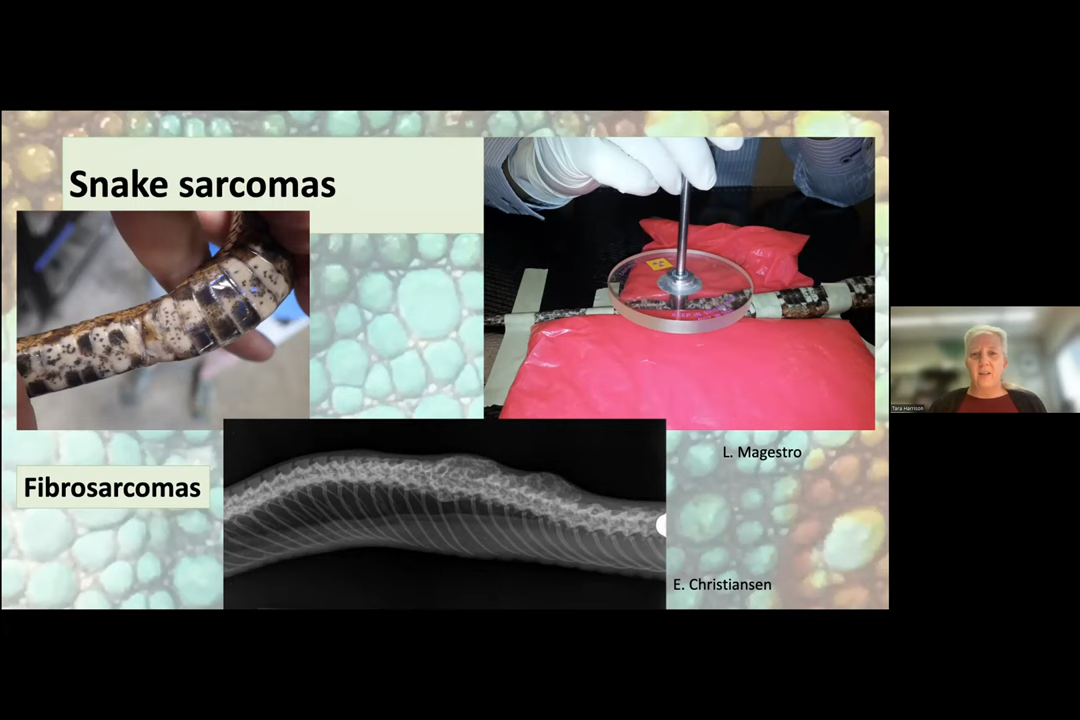 Snake sarcomas
Fibrosarcomas
L. Magestro
E. Christiansen
Tara Harrison